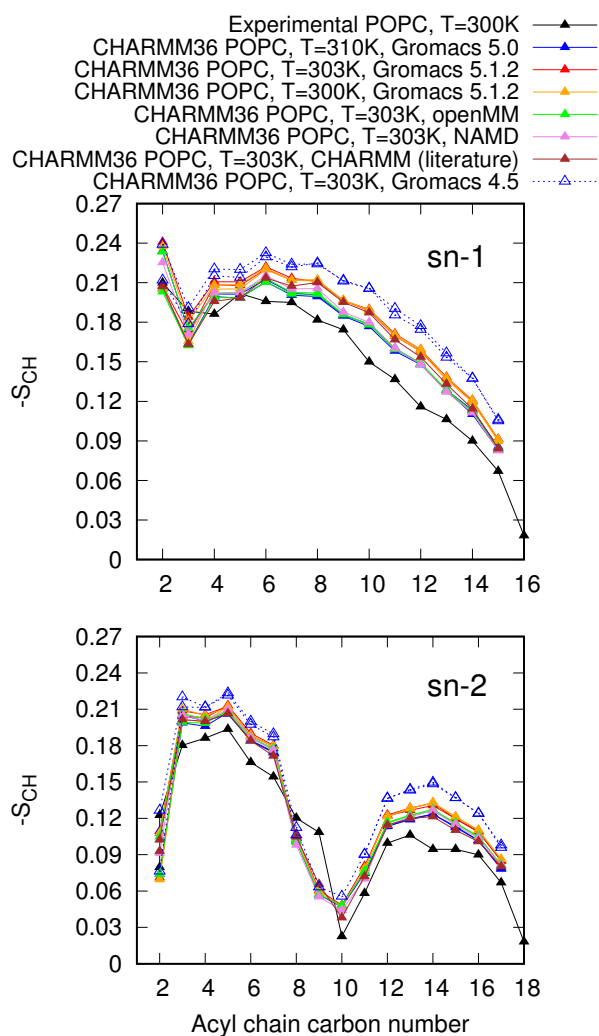 Experimental POPC, T=300K
CHARMM36 POPC, T=310K, Gromacs 5.0
CHARMM36 POPC, T=303K, Gromacs 5.1.2
CHARMM36 POPC, T=300K, Gromacs 5.1.2
CHARMM36 POPC, T=303K, openMM
CHARMM36 POPC, T=303K, NAMD
CHARMM36 POPC, T=303K, CHARMM (literature)
CHARMM36 POPC, T=303K, Gromacs 4.5
0.27
0.24
0.21
0.18
0.15
0.12
0.09
0.06
0.03
0
-SCH
sn-1
2 4 6 8 10 12 14 16 18
0.27
0.24
0.21
0.18
0.15
0.12
0.09
0.06
0.03
0
-SCH
sn-2
2 4 6 8 10 12 14 16 18
Acyl chain carbon number